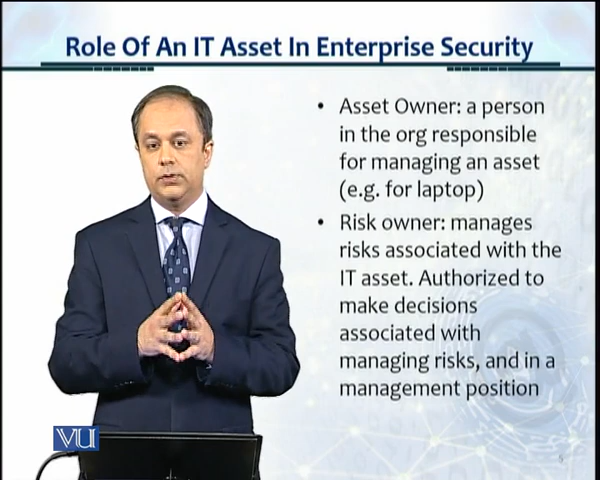 Role Of An IT Asset In Enterprise Security
• Asset Owner: a person
in the org responsible
for managing an asset
(e.g. for laptop)
• Risk owner: manages
risks associated with the
IT asset. Authorized to
make decisions
associated with
managing risks, and in a
management position
VU